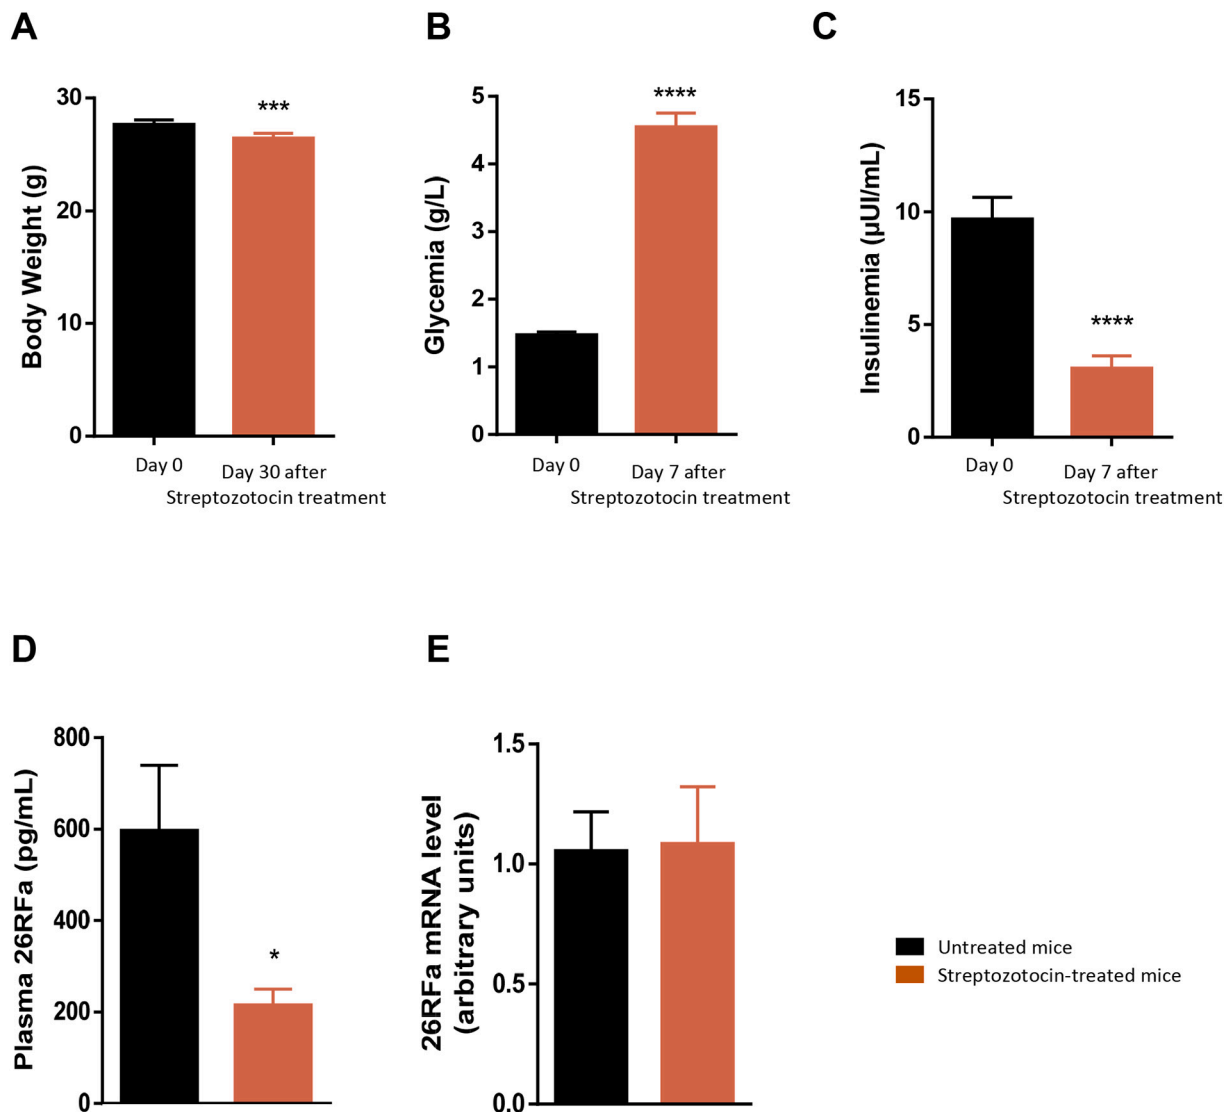 A
B
C
Body Weight (g)
30
20
10
0
***
Day 0
Day 30 after
Streptozotocin treatment
Glycemia (g/L)
5
4
3
2
1
0
****
Day 0
Day 7 after
Streptozotocin treatment
Insulinemia (µUI/mL)
15
10
5
0
****
Day 0
Day 7 after
Streptozotocin treatment
D
E
Plasma 26RFa (pg/mL)
800
600
400
200
0
*
26RFa mRNA level
(arbitrary units)
1.5
1.0
0.5
0.0
Untreated mice
Streptozotocin-treated mice